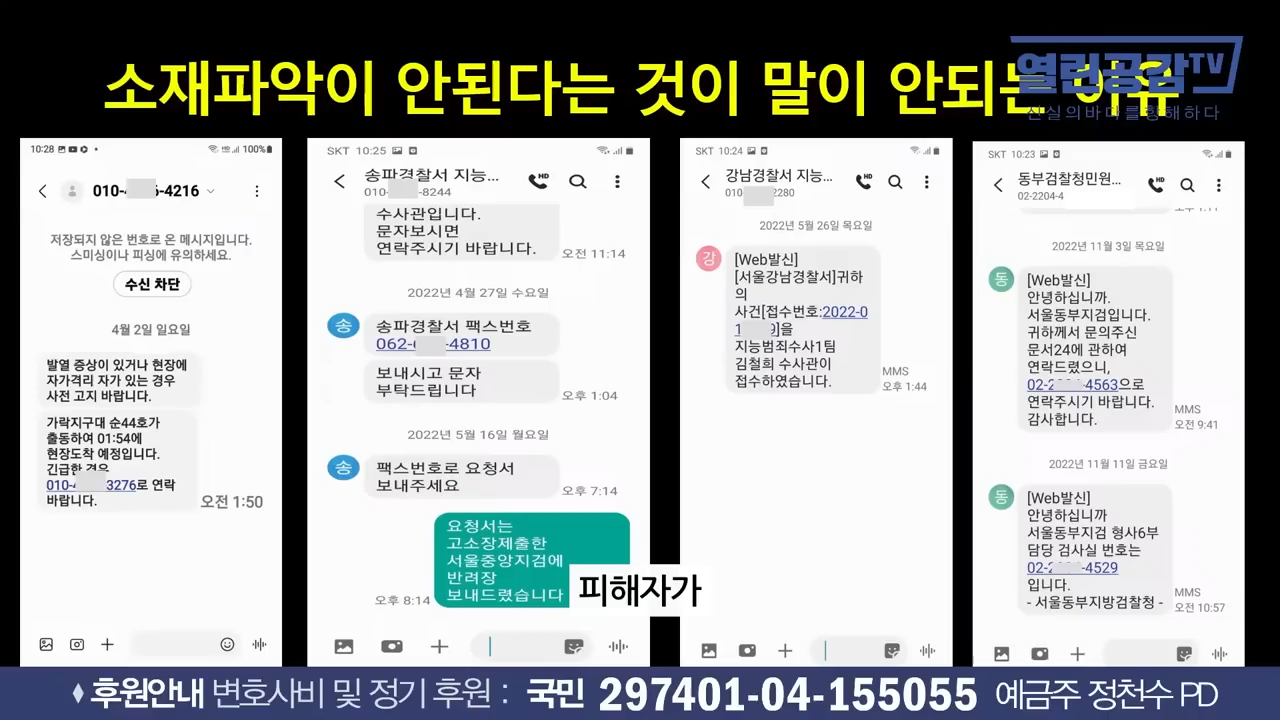 소재파악이 안된다는 것이 말이 안되는 이유
열린공감TV
진실의바다를향해하다
10:28
100%
010- 6-4216
저장되지 않은 번호로 온 메시지입니다.
스미싱이나 피싱에 유의하세요.
수신 차단
4월 2일 일요일
발열 증상이 있거나 현장에
자가격리 자가 있는 경우
사전 고지 바랍니다.
가락지구대 순44호가
출동하여 01:54에
현장도착 예정입니다.
긴급한 경우
010-4 3276로 연락
바랍니다.
오전 1:50
SKT 10:25
송파경찰서 지능...
010- -8244
수사관입니다.
문자보시면
연락주시기 바랍니다.
오전 11:14
2022년 4월 27일 수요일
송
송파경찰서 팩스번호
062- -4810
보내시고 문자
부탁드립니다
오후 1:04
2022년 5월 16일 월요일
송
팩스번호로 요청서
보내주세요
오후 7:14
요청서는
고소장제출한
서울중앙지검에
반려장
보내드렸습니다
오후 8:14
SKT 10:24
강남경찰서 지능...
010 2280
2022년 5월 26일 목요일
강
[Web발신]
[서울강남경찰서]귀하
의
사건[접수번호:2022-0
1 9]을
지능범죄수사1팀
김철희 수사관이
접수하였습니다.
MMS
오후 1:44
SKT 10:23
동부검찰청민원...
02-2204-4
2022년 11월 3일 목요일
동
[Web발신]
안녕하십니까.
서울동부지검입니다.
귀하께서 문의주신
문서24에 관하여
연락드렸으니,
02-2 -4563으로
연락주시기 바랍니다.
감사합니다.
MMS
오전 9:41
2022년 11월 11일 금요일
동
[Web발신]
안녕하십니까
서울동부지검 형사6부
담당 검사실 번호는
02-2 -4529
입니다.
- 서울동부지방검찰청 -
MMS
오전 10:57
피해자가
후원안내 변호사비 및 정기 후원 : 국민 297401-04-155055 예금주 정천수 PD